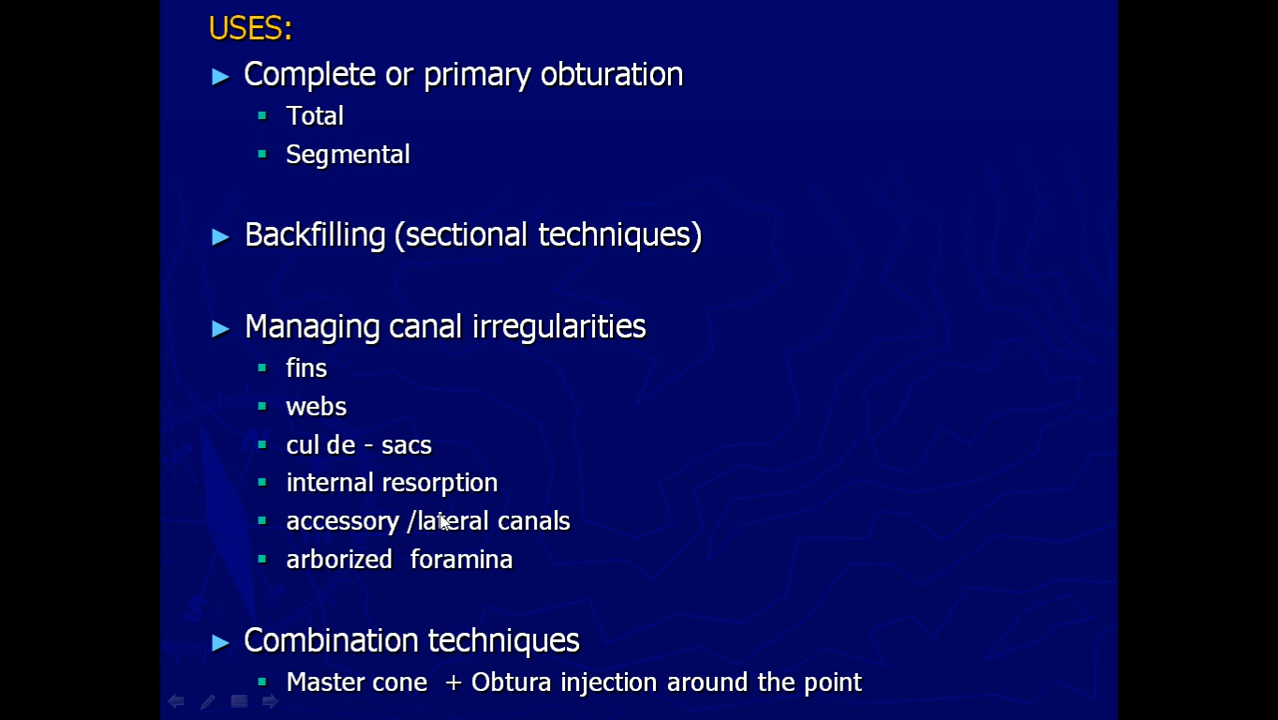 USES:
Complete or primary obturation
Total
Segmental
Backfilling (sectional techniques)
Managing canal irregularities
fins
webs
cul de - sacs
internal resorption
accessory /lateral canals
arborized foramina
Combination techniques
Master cone + Obtura injection around the point
S